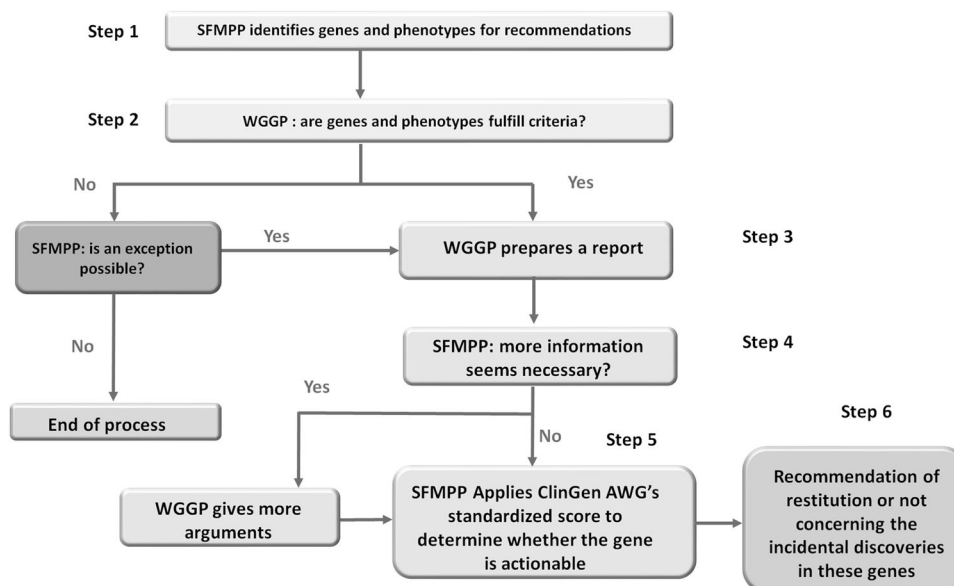 Step 1
SFMPP identifies genes and phenotypes for recommendations
Step 2
WGGP : are genes and phenotypes fulfill criteria?
No
Yes
SFMPP: is an exception
possible?
Yes
WGGP prepares a report
Step 3
No
SFMPP: more information
seems necessary?
Step 4
Yes
End of process
No
Step 5
Step 6
WGGP gives more
arguments
SFMPP Applies ClinGen AWG's
standardized score to
determine whether the gene
is actionable
Recommendation of
restitution or not
concerning the
incidental discoveries
in these genes